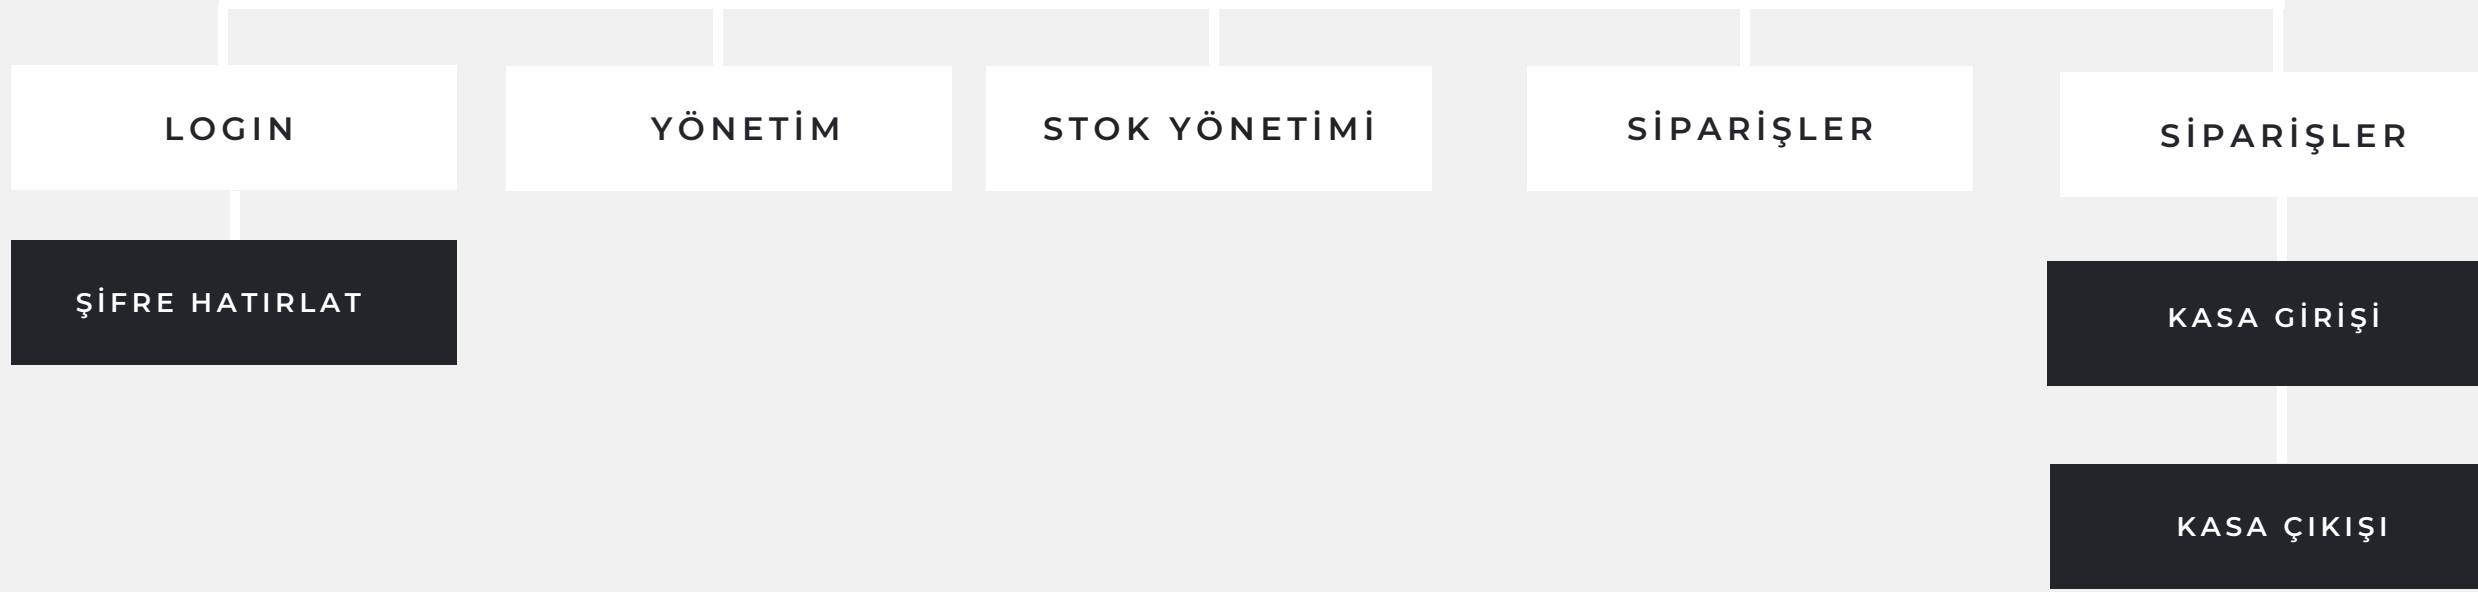 LOGIN
YÖNETİM
STOK YÖNETİMİ
SİPARİŞLER
SİPARİŞLER
ŞİFRE HATIRLAT
KASA GİRİŞİ
KASA ÇIKIŞI